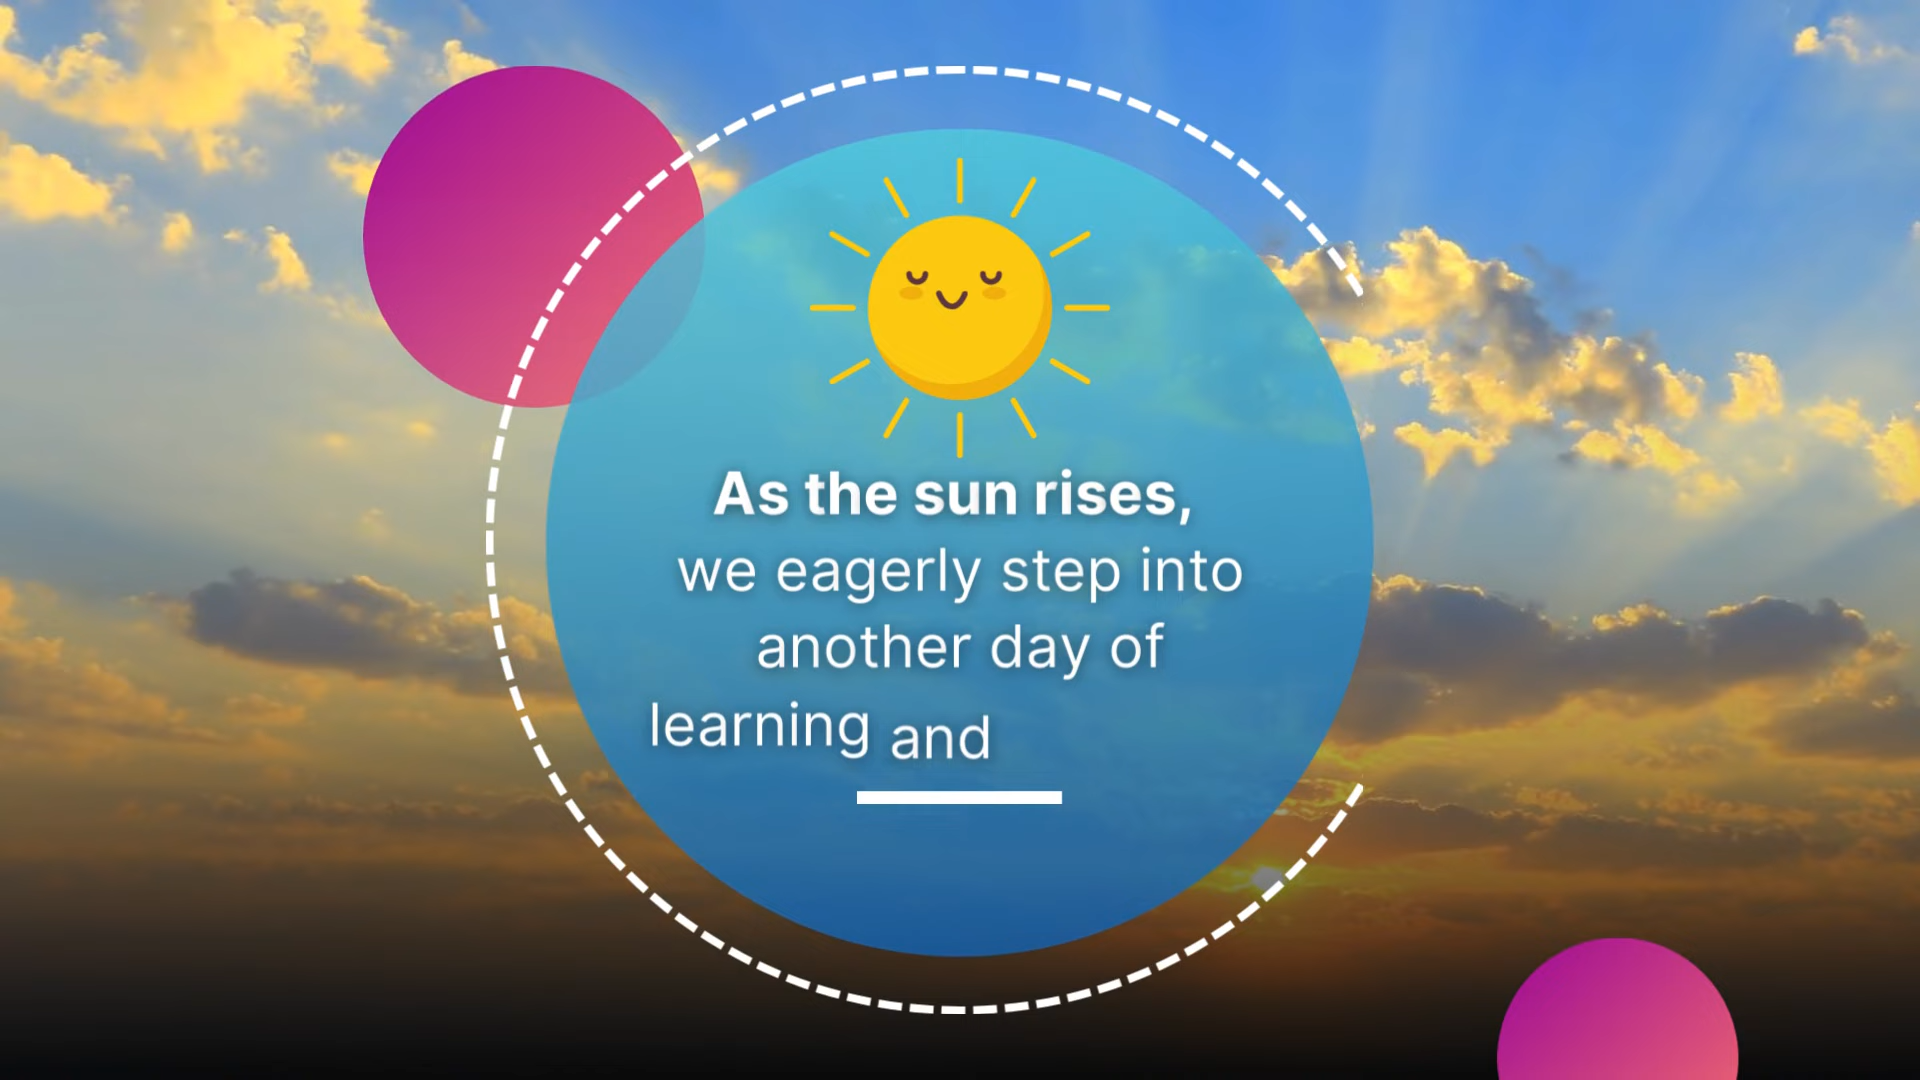 As the sun rises,
we eagerly step into
another day of
learning and